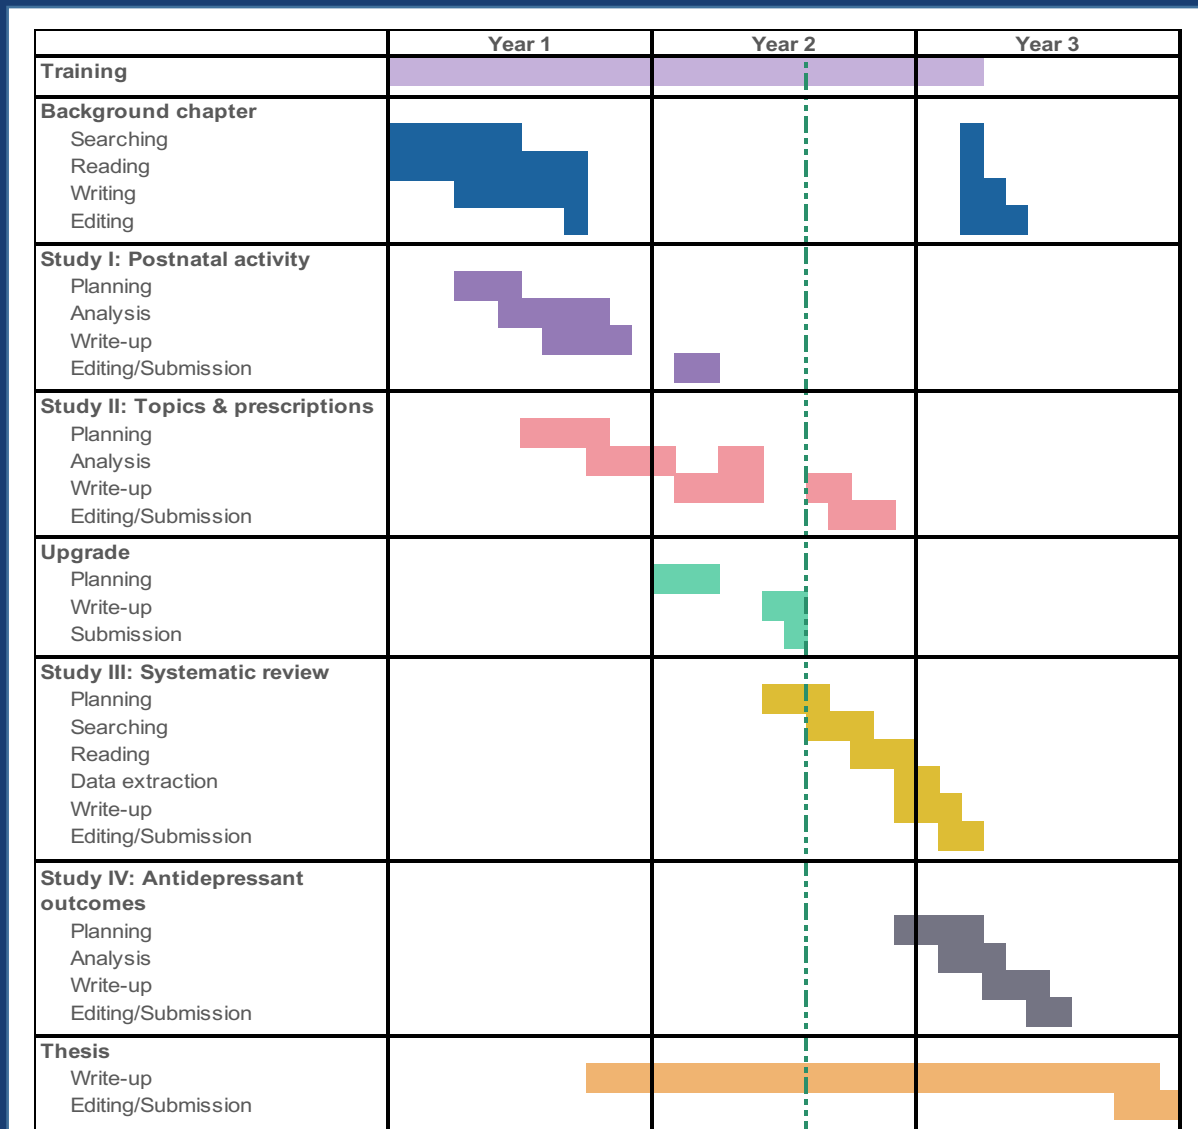 Year 1 Year 2 Year 3
Training
Background chapter
Searching
Reading
Writing
Editing
Study I: Postnatal activity
Planning
Analysis
Write-up
Editing/Submission
Study II: Topics & prescriptions
Planning
Analysis
Write-up
Editing/Submission
Upgrade
Planning
Write-up
Submission
Study III: Systematic review
Planning
Searching
Reading
Data extraction
Write-up
Editing/Submission
Study IV: Antidepressant
outcomes
Planning
Analysis
Write-up
Editing/Submission
Thesis
Write-up
Editing/Submission